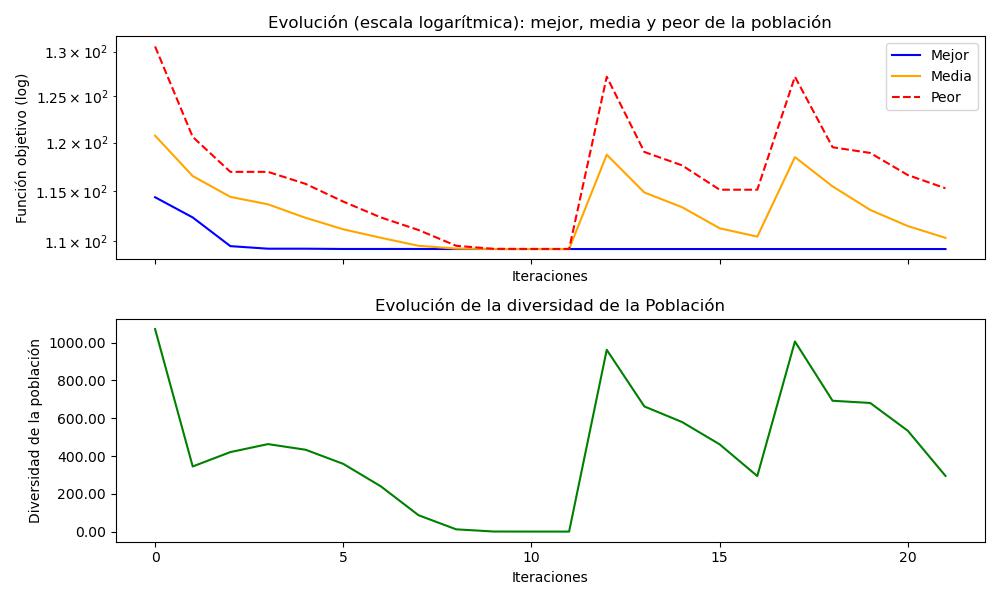 Evolución (escala logarítmica): mejor, media y peor de la población
Función objetivo (log)
1.3 × 10²
1.25 × 10²
1.2 × 10²
1.15 × 10²
1.1 × 10²
Mejor
Media
Peor
Iteraciones
Evolución de la diversidad de la Población
Diversidad de la población
1000.00
800.00
600.00
400.00
200.00
0.00
0 5 10 15 20
Iteraciones